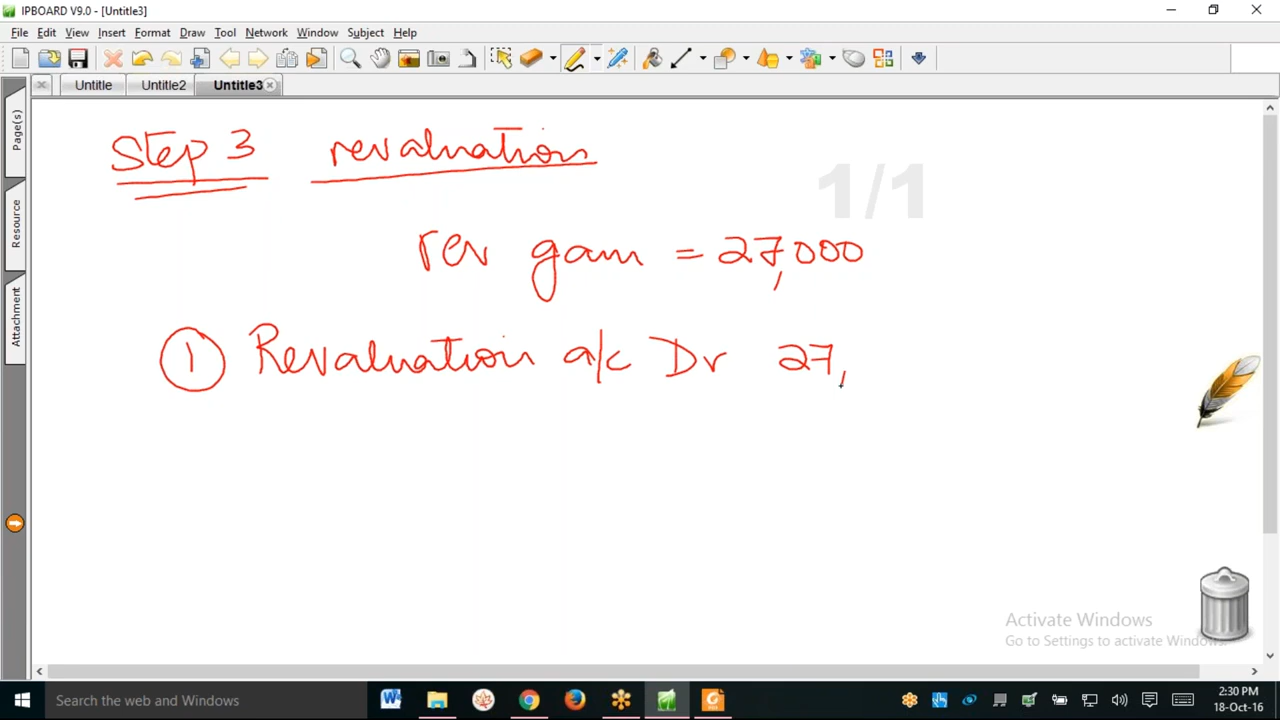 IPBOARD V9.0 - [Untitle3]
File Edit View Insert Format Draw Tool Network Window Subject Help
Untitle Untitle2 Untitle3
Page(s)
Resource
Attachment
1/1
Step 3 revaluation
rev gain = 27,000
1 Revaluation a/c Dr 27,
Activate Windows
Go to Settings to activate Windows.
Search the web and Windows
2:30 PM
18-Oct-16